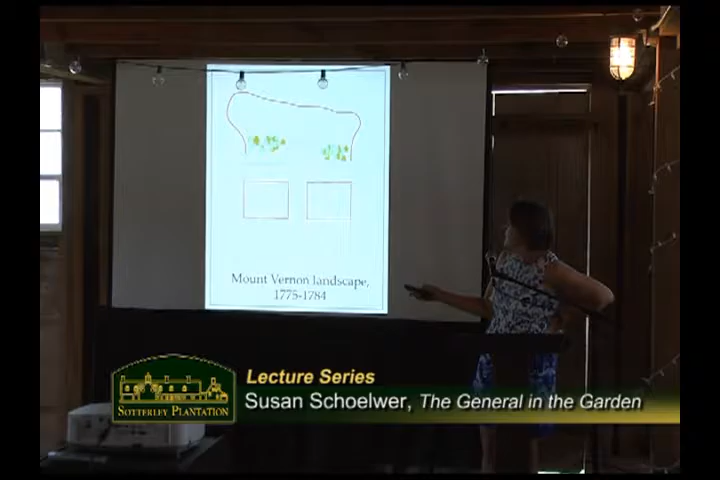 Mount Vernon landscape,
1775-1784
Lecture Series
Susan Schoelwer, The General in the Garden
SOTTERLEY PLANTATION